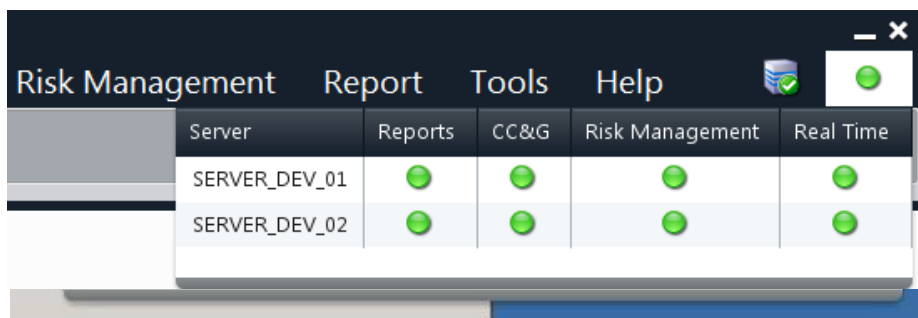 Risk Management Report Tools Help
Server Reports CC&G Risk Management Real Time
SERVER_DEV_01
SERVER_DEV_02